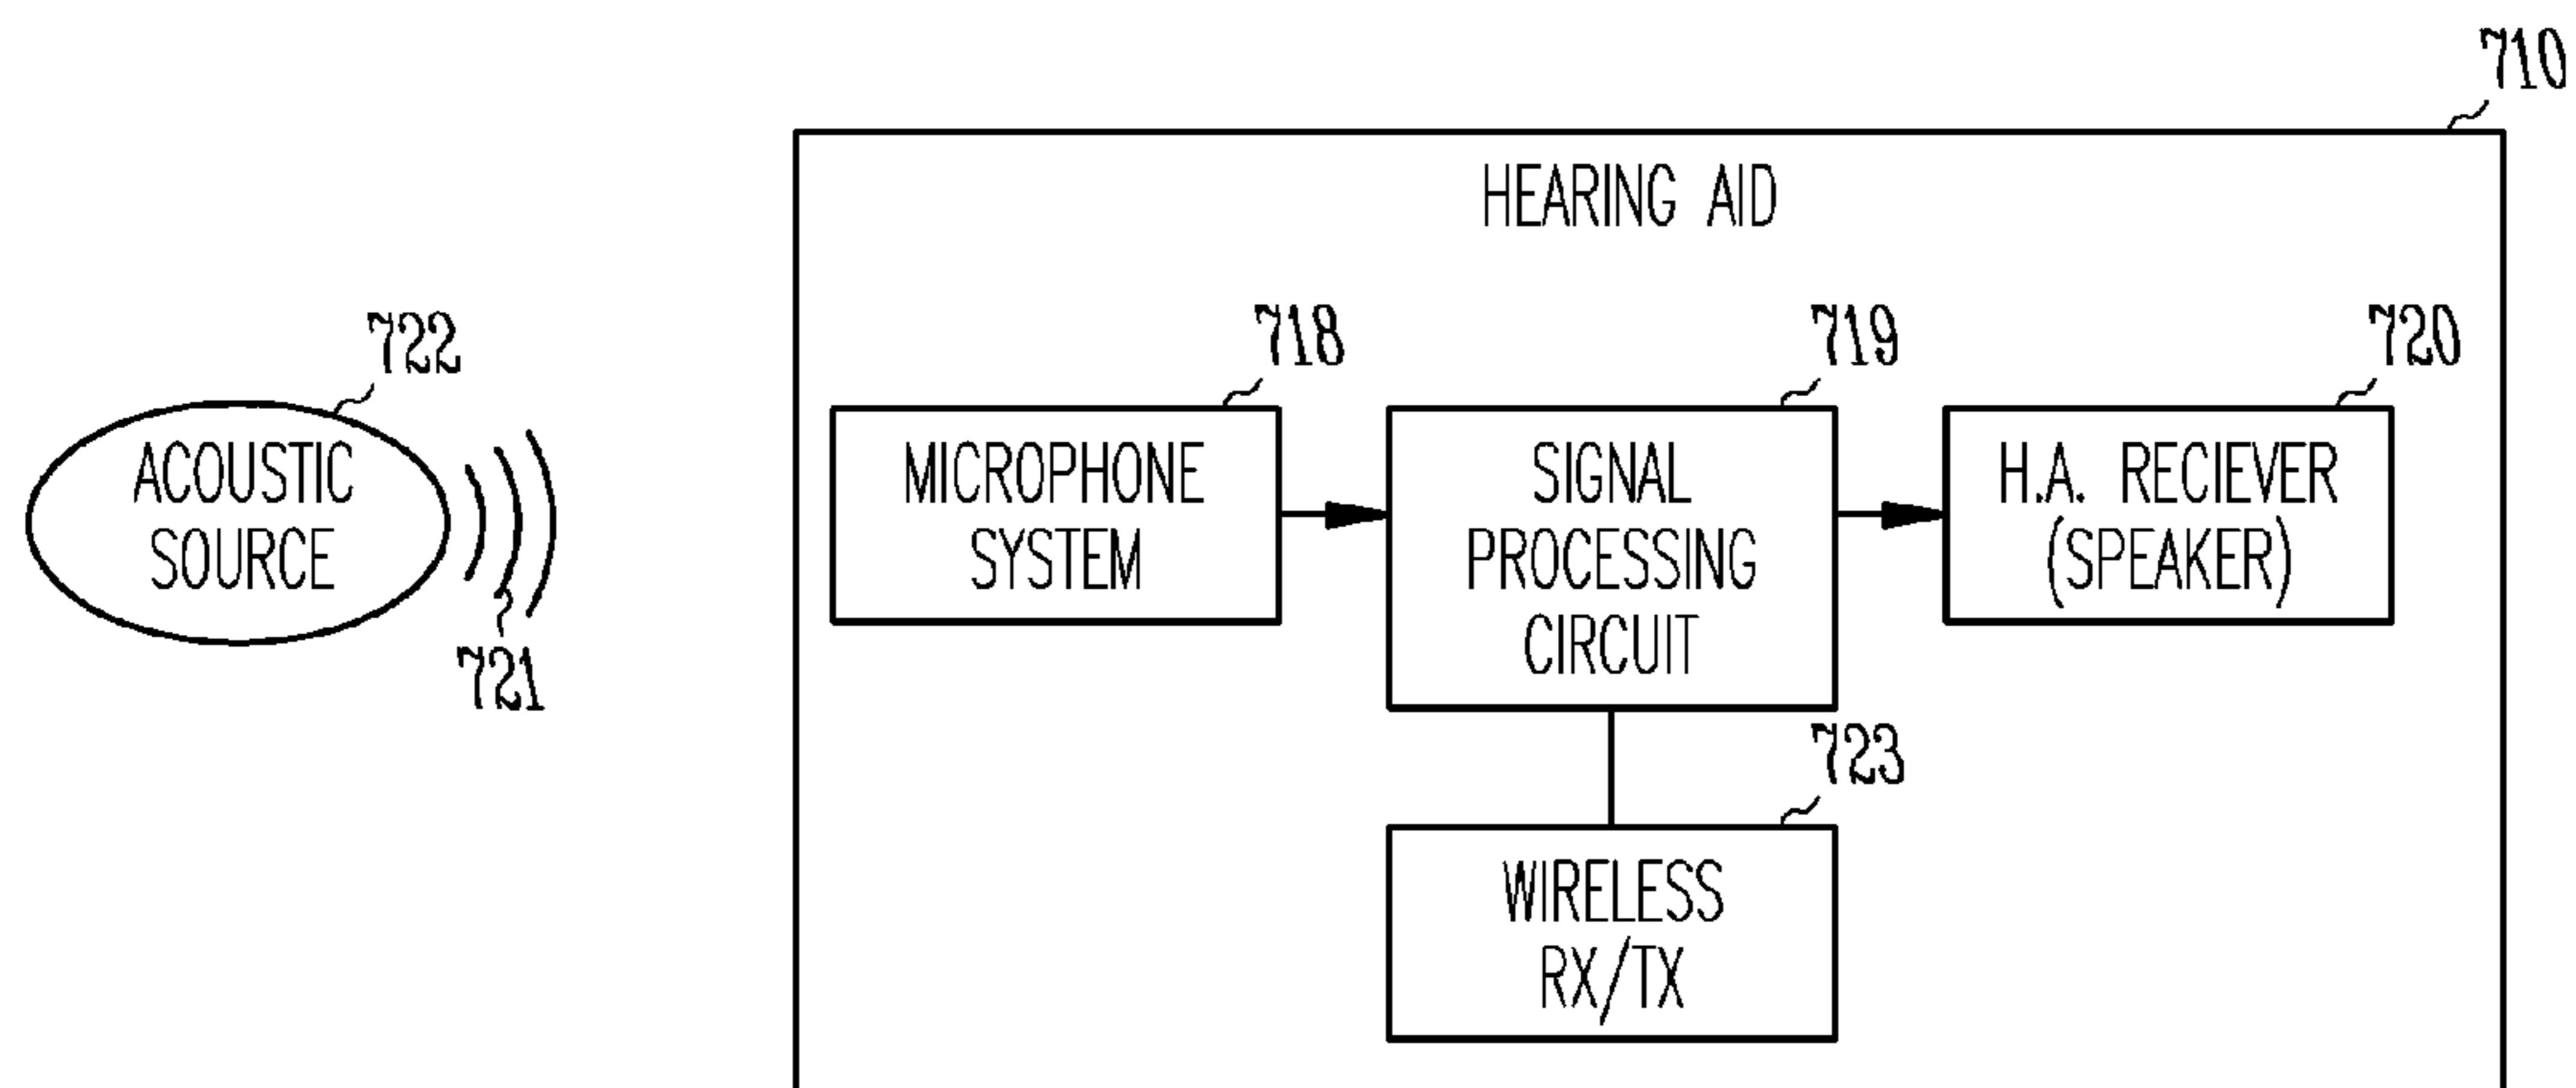 710
HEARING AID
722
718
719
720
ACOUSTIC
SOURCE
721
MICROPHONE
SYSTEM
SIGNAL
PROCESSING
CIRCUIT
H.A. RECIEVER
(SPEAKER)
723
WIRELESS
RX/TX